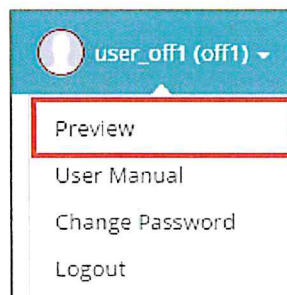 user_off1 (off1)
Preview
User Manual
Change Password
Logout